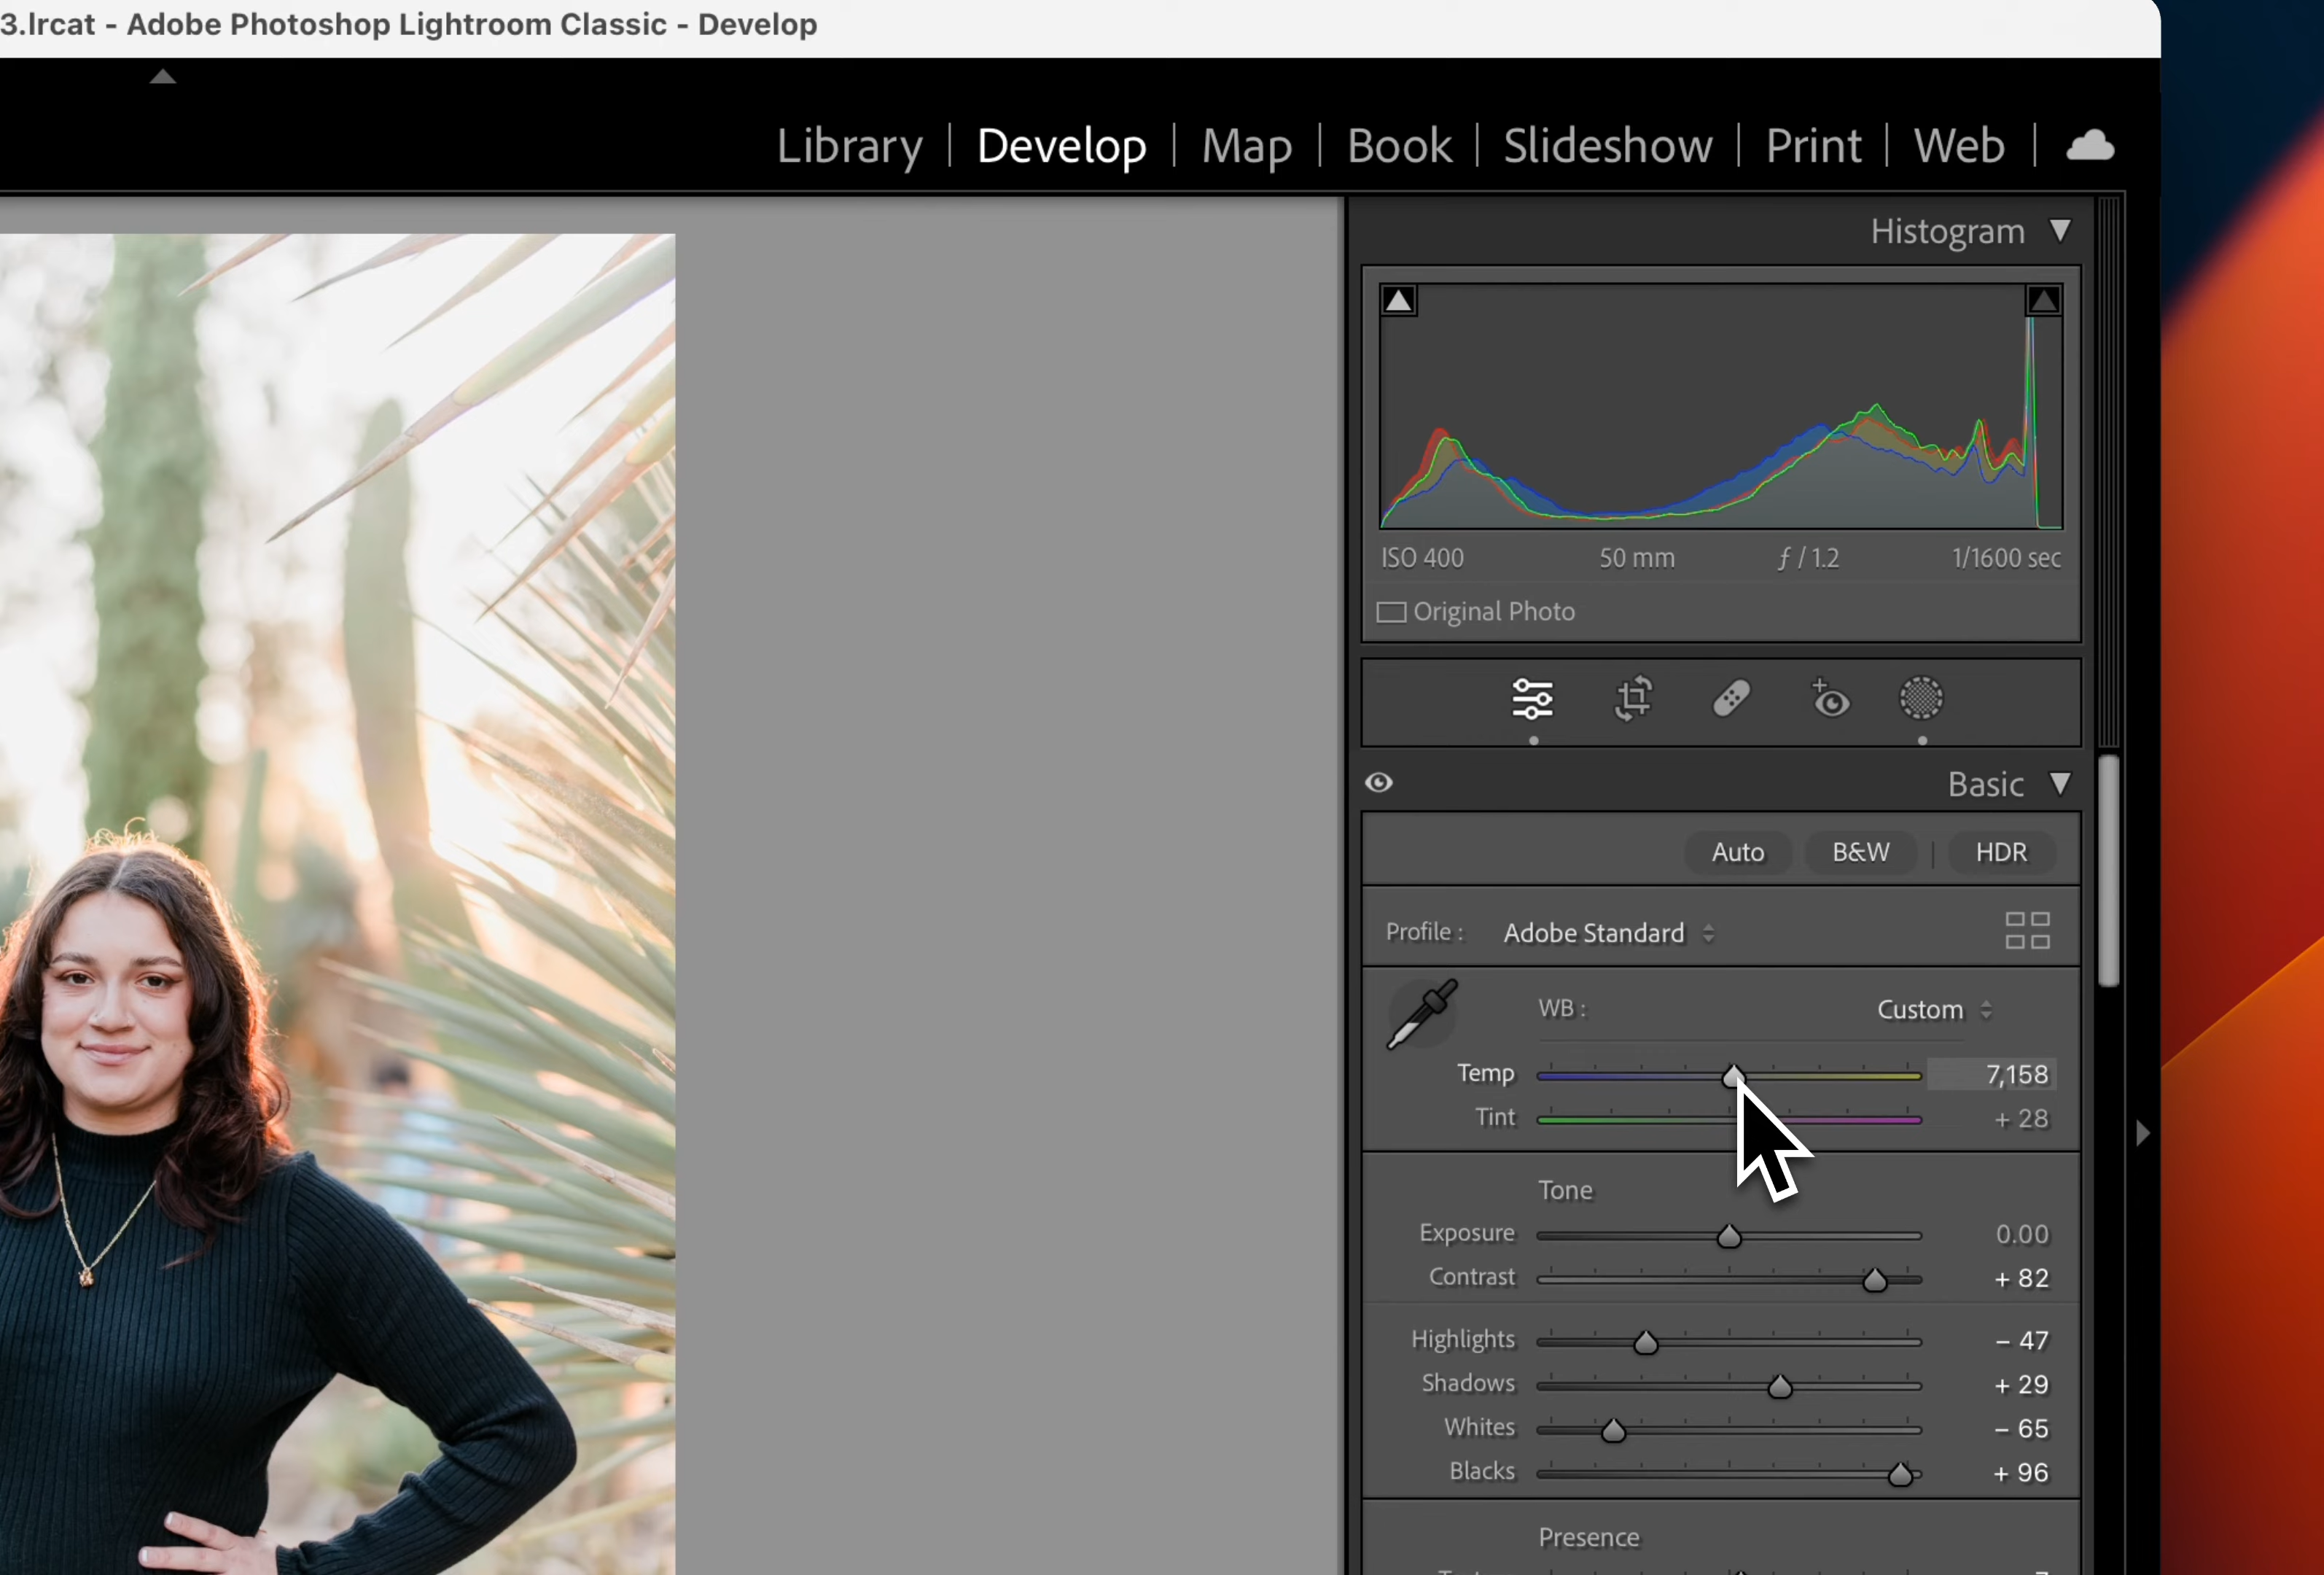 3.lrcat - Adobe Photoshop Lightroom Classic - Develop
Library | Develop | Map | Book | Slideshow | Print | Web |
Histogram
ISO 400 50 mm ƒ / 1.2 1/1600 sec
Original Photo
Basic
Auto B&W | HDR
Profile : Adobe Standard
WB : Custom
Temp 7,158
Tint + 28
Tone
Exposure 0.00
Contrast + 82
Highlights − 47
Shadows + 29
Whites − 65
Blacks + 96
Presence